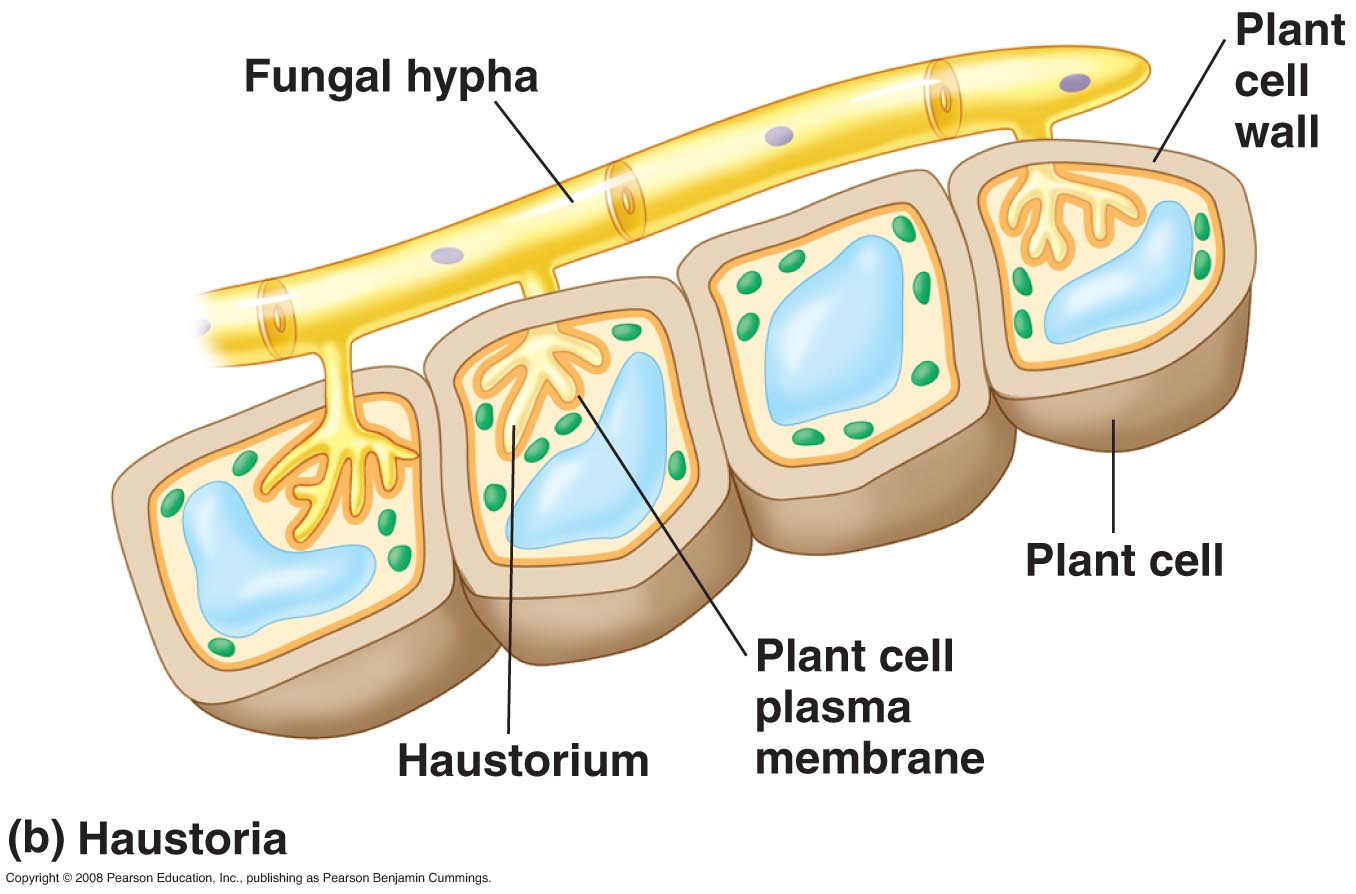 Fungal hypha
Plant
cell
wall
Plant cell
Plant cell
plasma
membrane
Haustorium
(b) Haustoria
Copyright © 2008 Pearson Education, Inc., publishing as Pearson Benjamin Cummings.